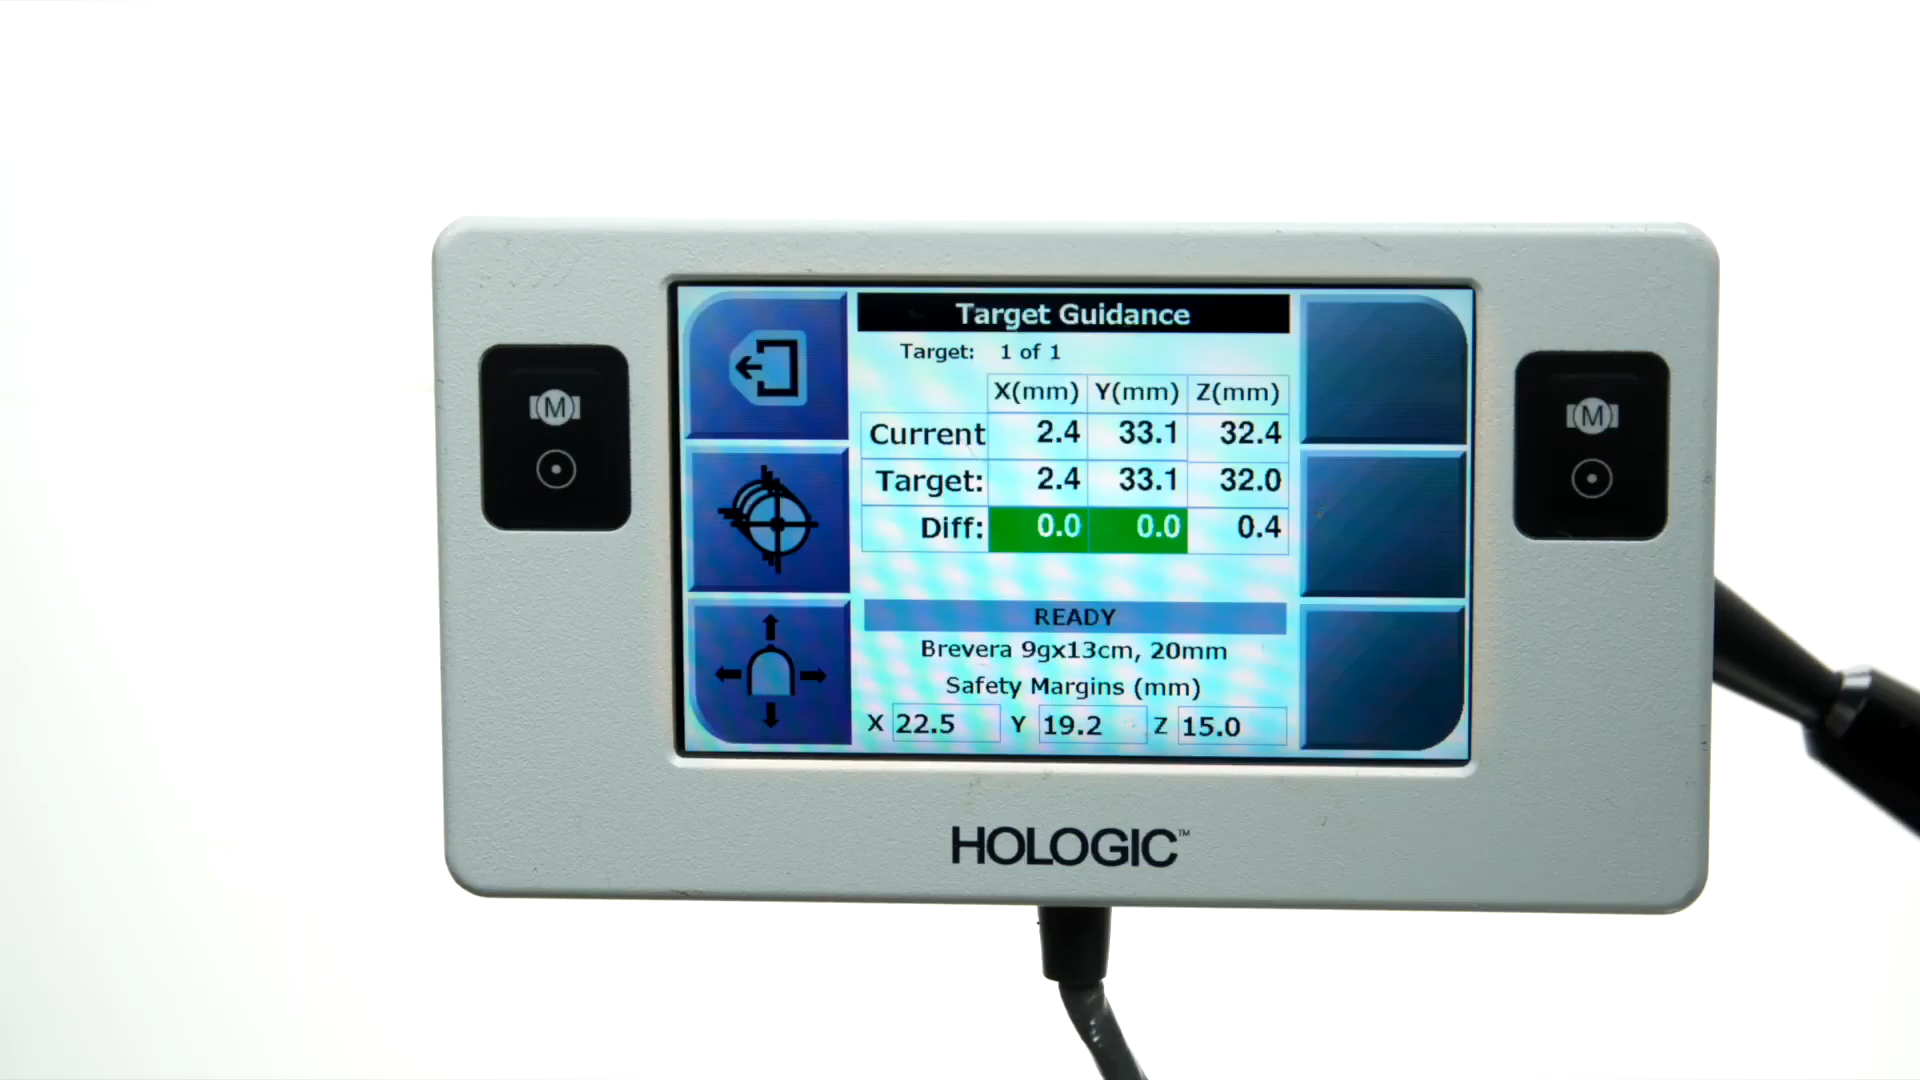 Target Guidance
Target: 1 of 1
X(mm) Y(mm) Z(mm)
Current 2.4 33.1 32.4
Target: 2.4 33.1 32.0
Diff: 0.0 0.0 0.4
READY
Brevera 9gx13cm, 20mm
Safety Margins (mm)
X 22.5 Y 19.2 Z 15.0
M
M
HOLOGIC™